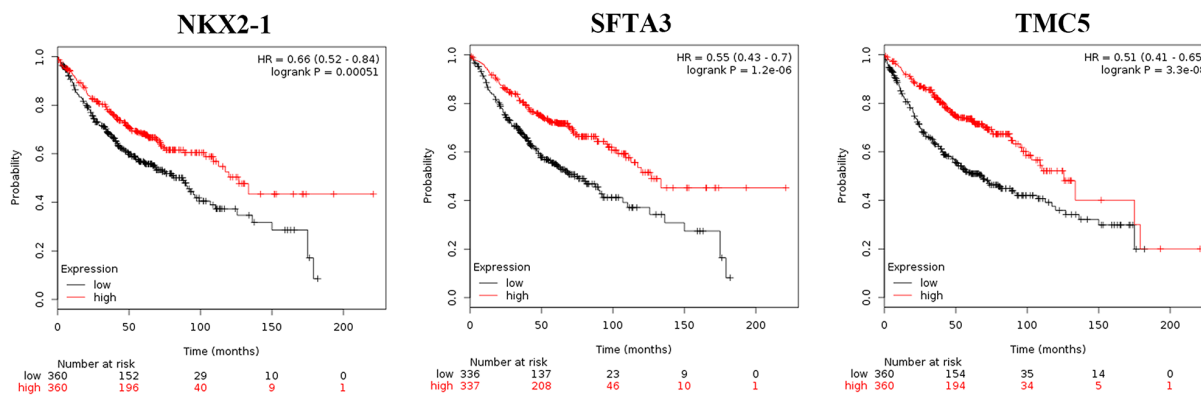 NKX2-1
HR = 0.66 (0.52 - 0.84)
logrank P = 0.00051
Probability
1.0
0.8
0.6
0.4
0.2
0.0
Expression
low
high
0 50 100 150 200
Time (months)
Number at risk
low 360 152 29 10 0
high 360 196 40 9 1
SFTA3
HR = 0.55 (0.43 - 0.7)
logrank P = 1.2e-06
Probability
1.0
0.8
0.6
0.4
0.2
0.0
Expression
low
high
0 50 100 150 200
Time (months)
Number at risk
low 336 137 23 9 0
high 337 208 46 10 1
TMC5
HR = 0.51 (0.41 - 0.65
logrank P = 3.3e-0
Probability
1.0
0.8
0.6
0.4
0.2
0.0
Expression
low
high
0 50 100 150 200
Time (months)
Number at risk
low 360 154 35 14 0
high 360 194 34 5 1